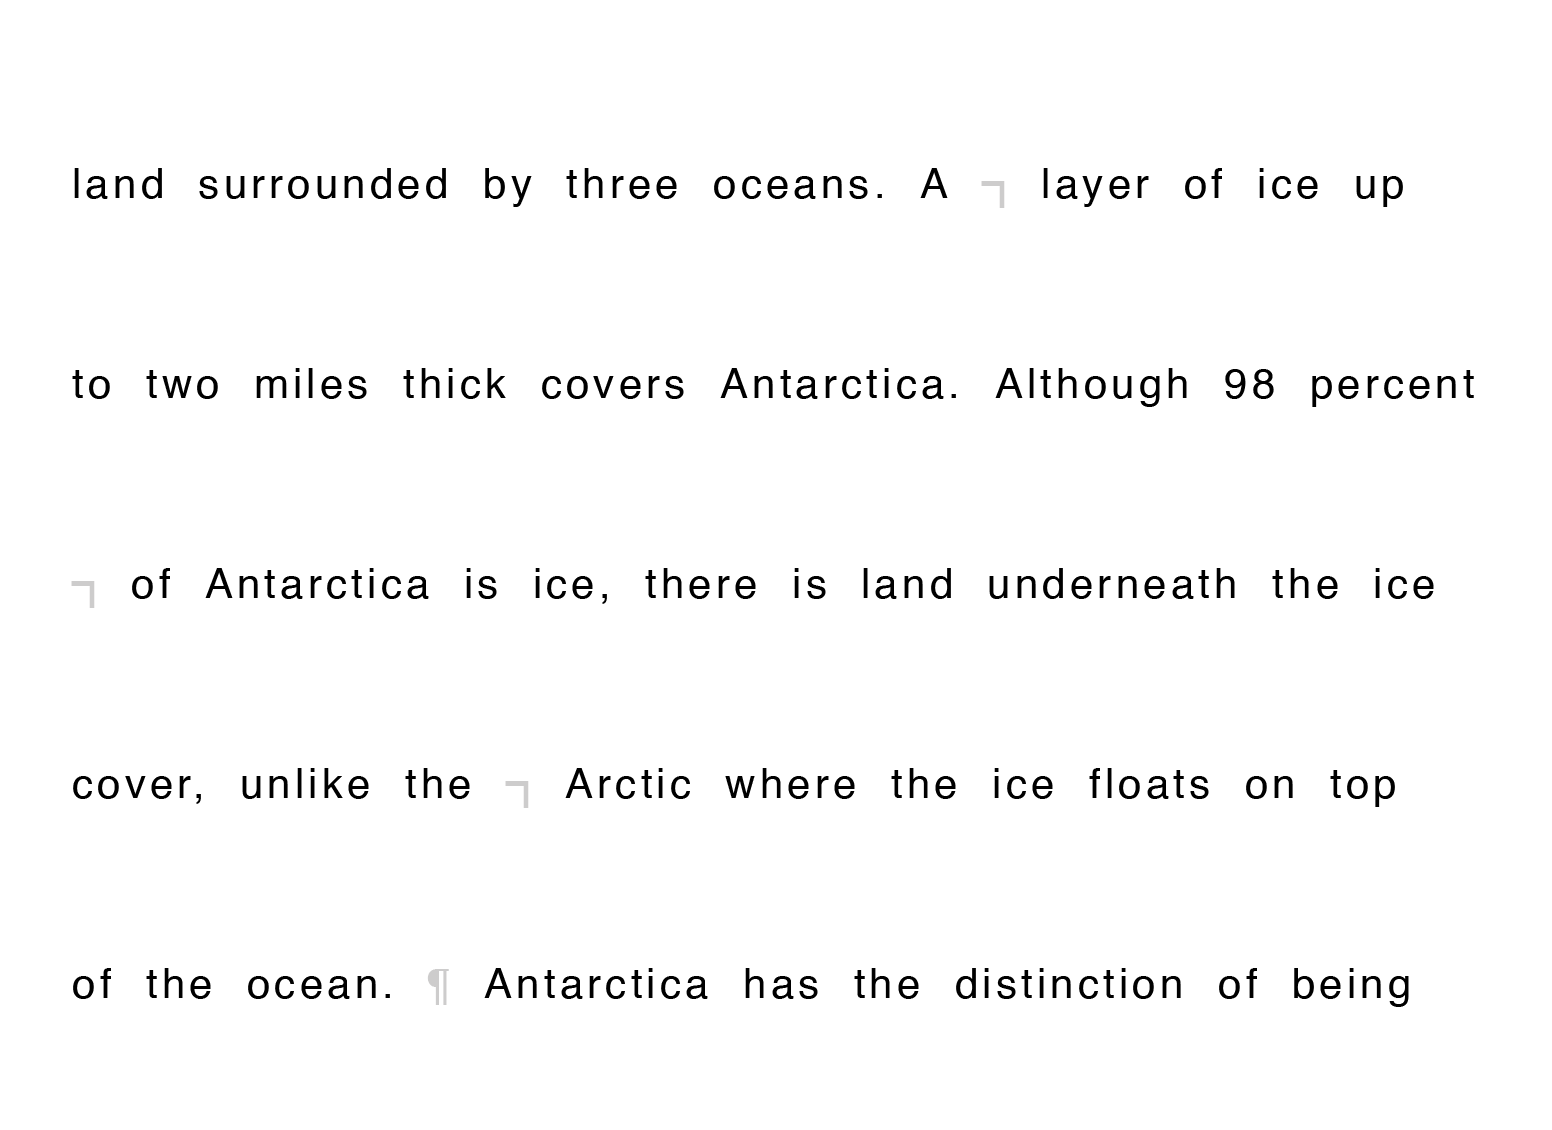 land surrounded by three oceans. A ¬ layer of ice up
to two miles thick covers Antarctica. Although 98 percent
¬ of Antarctica is ice, there is land underneath the ice
cover, unlike the ¬ Arctic where the ice floats on top
of the ocean. ¶ Antarctica has the distinction of being